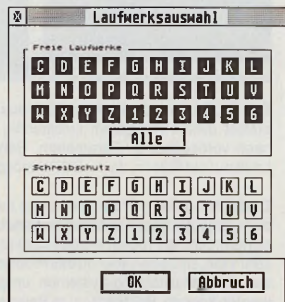 Laufwerksauswahl
Freie Laufwerke
C D E F G H I J K L
M N O P Q R S T U V
W X Y Z 1 2 3 4 5 6
Alle
Schreibschutz
C D E F G H I J K L
M N O P Q R S T U V
W X Y Z 1 2 3 4 5 6
OK Abbruch